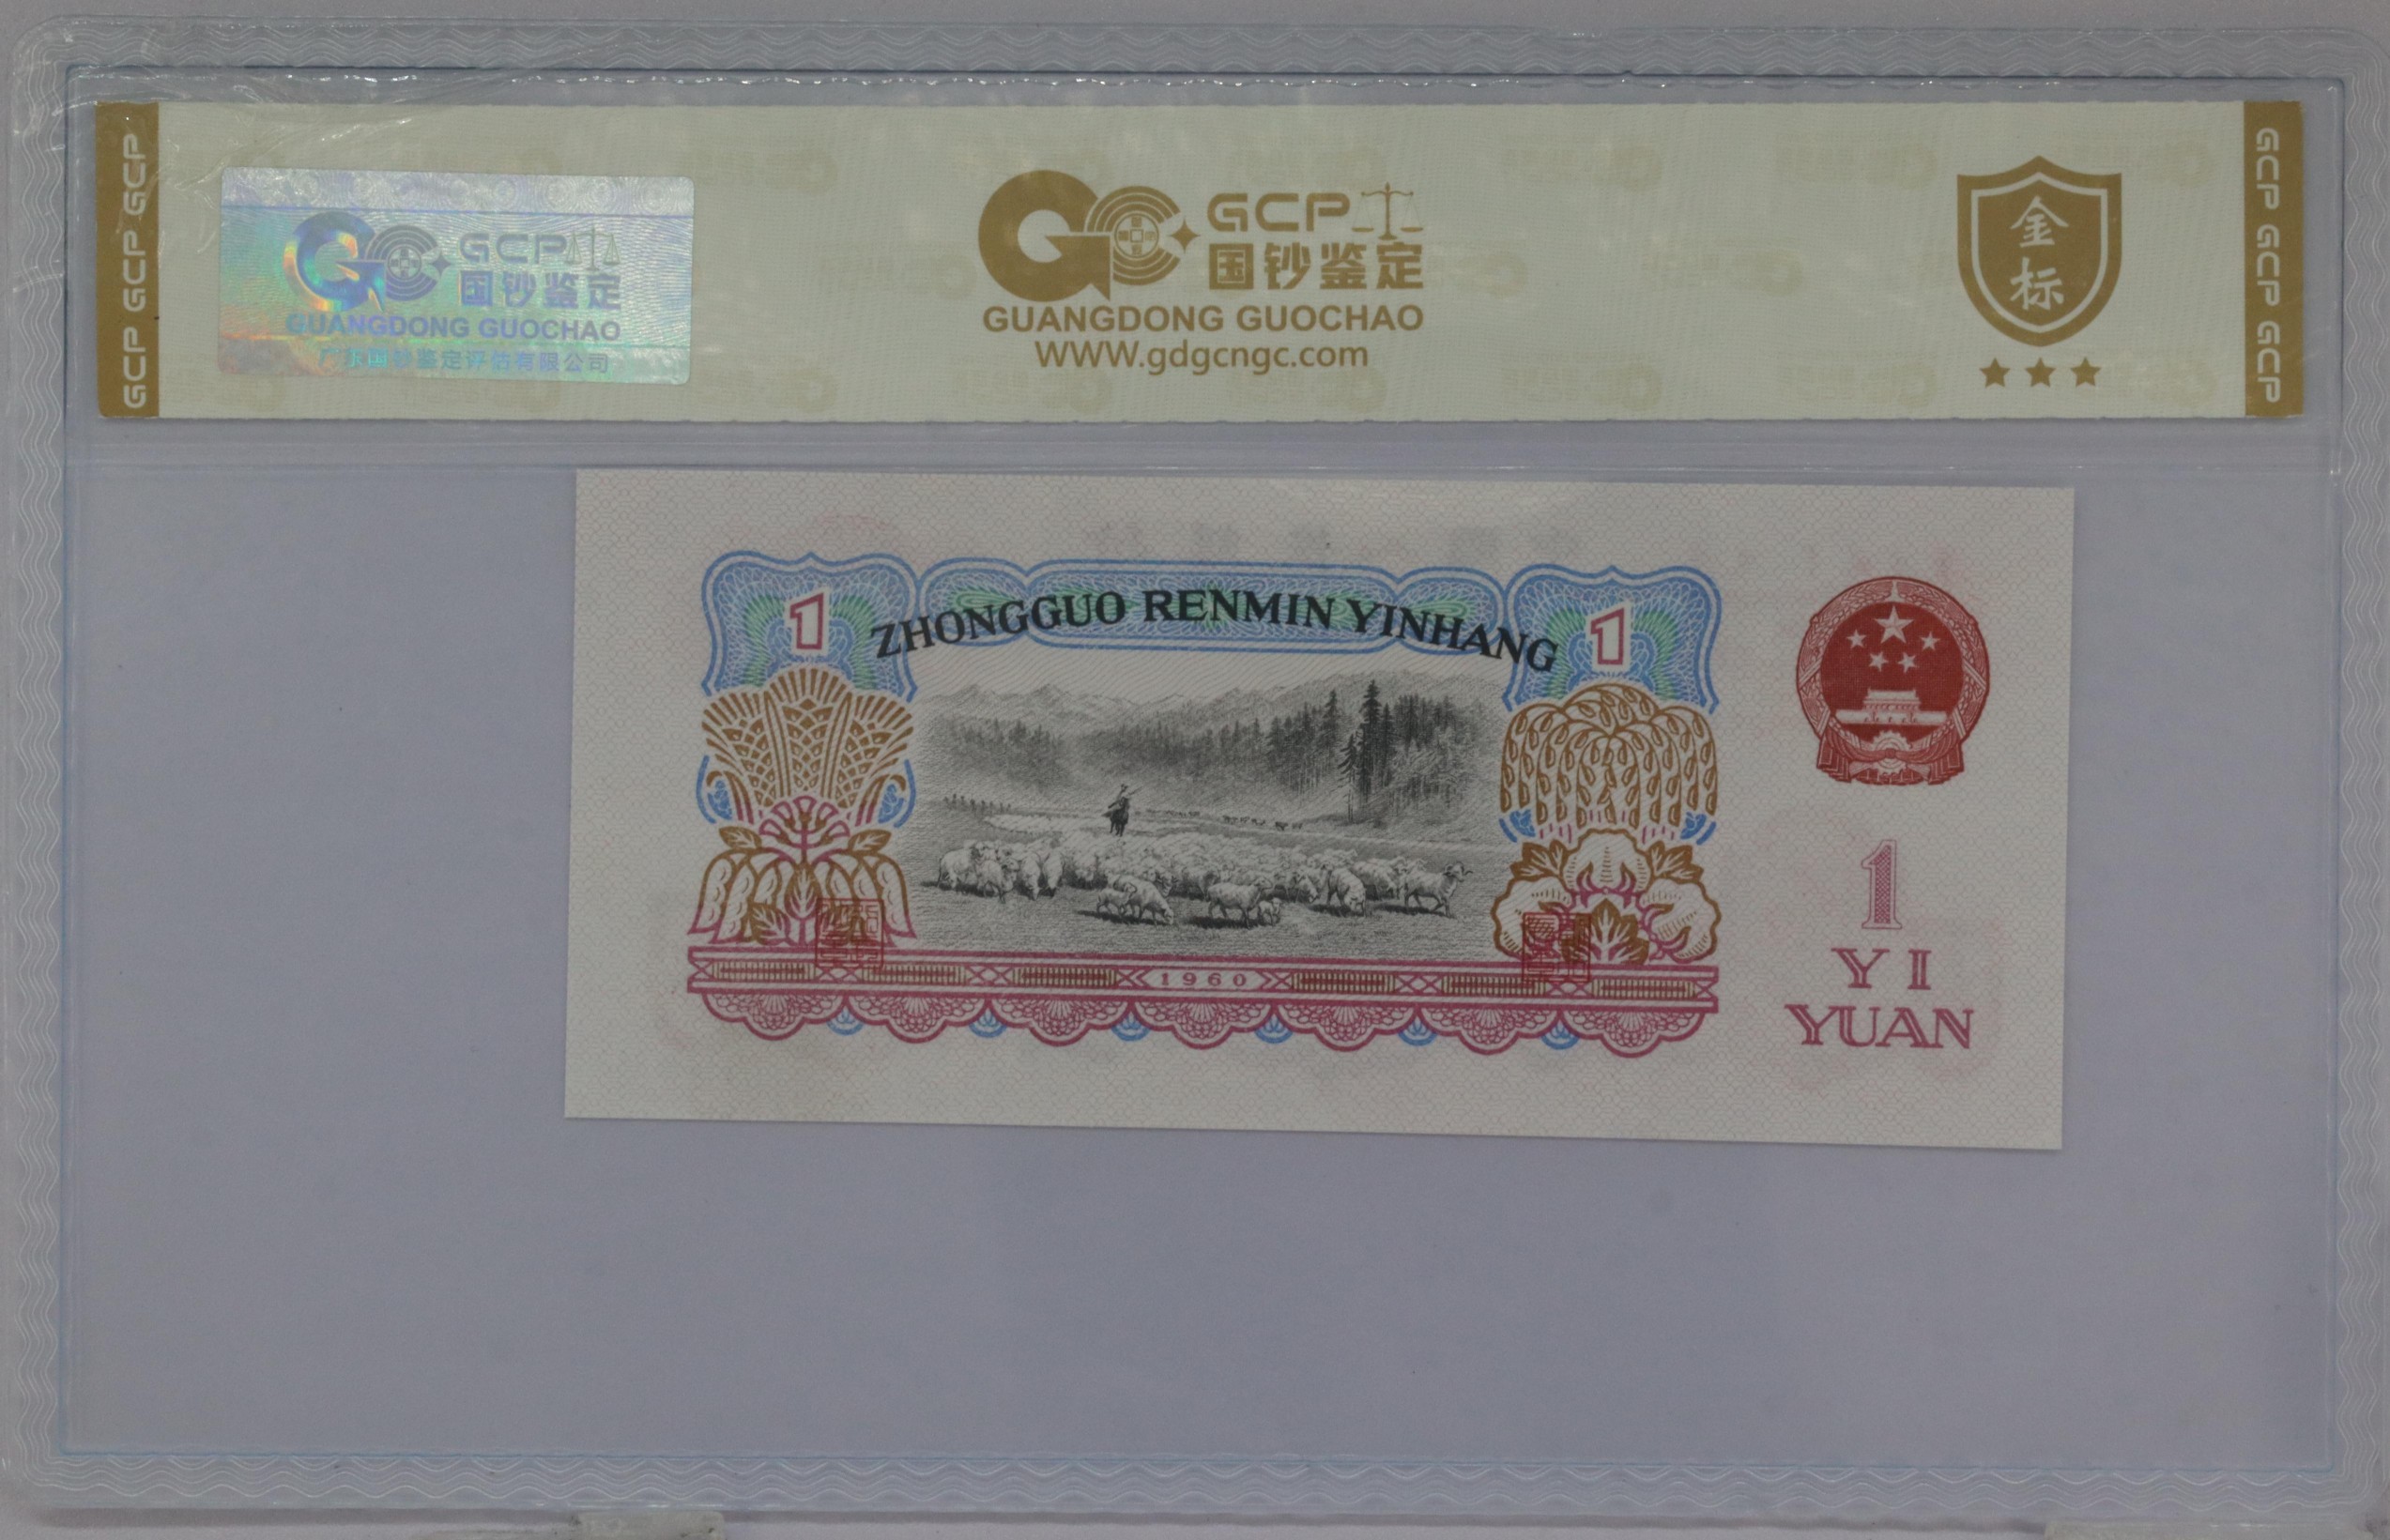 GCP GCP GCP
GCP
国钞鉴定
GUANGDONG GUOCHAO
广东国钞鉴定评估有限公司
GCP
国钞鉴定
GUANGDONG GUOCHAO
WWW.gdgcngc.com
金
标
GCP GCP GCP
1
ZHONGGUO RENMIN YINHANG
1
1960
1
YI
YUAN